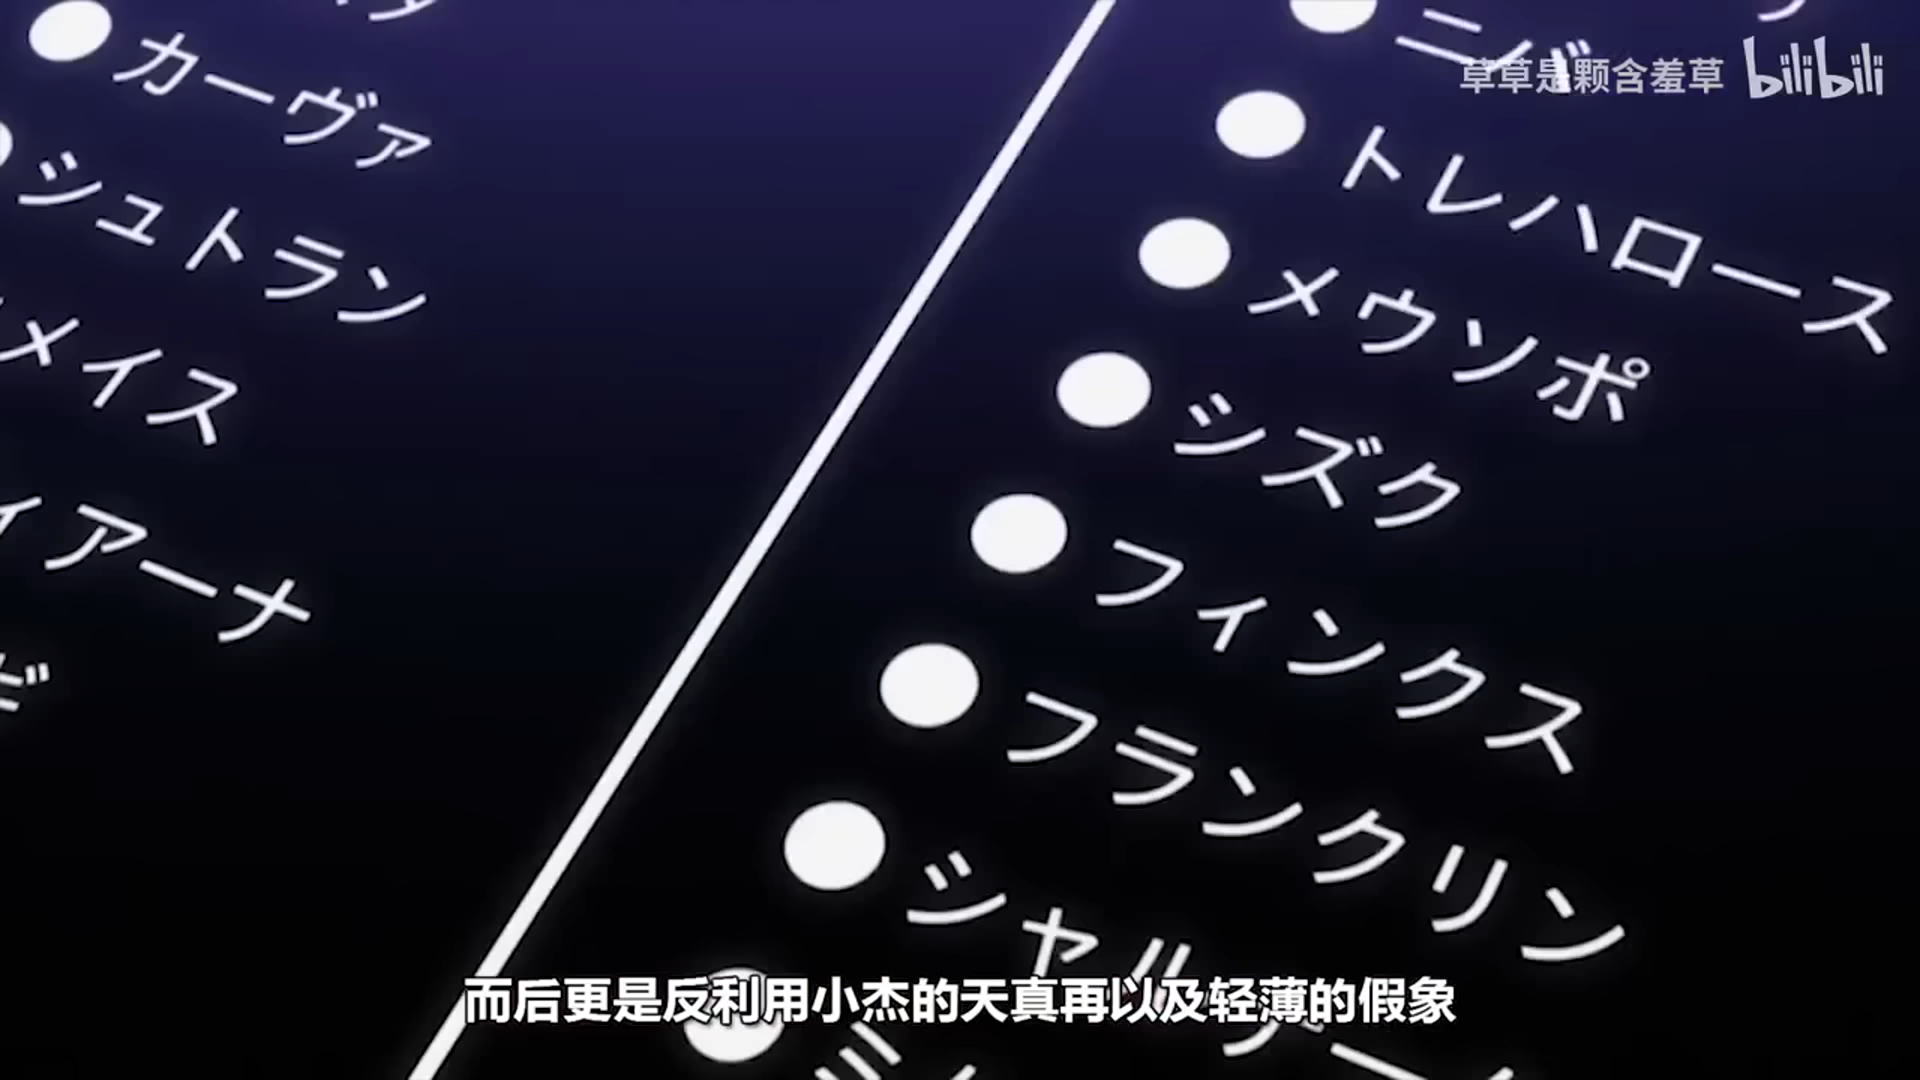 カーヴァ
シュトラン
メイス
ィアーナ
ニバ
トレハロース
メウソポ
シズク
フィンクス
フランクリン
シャル
草草是颗含羞草 bilibili
而后更是反利用小杰的天真再以及轻薄的假象